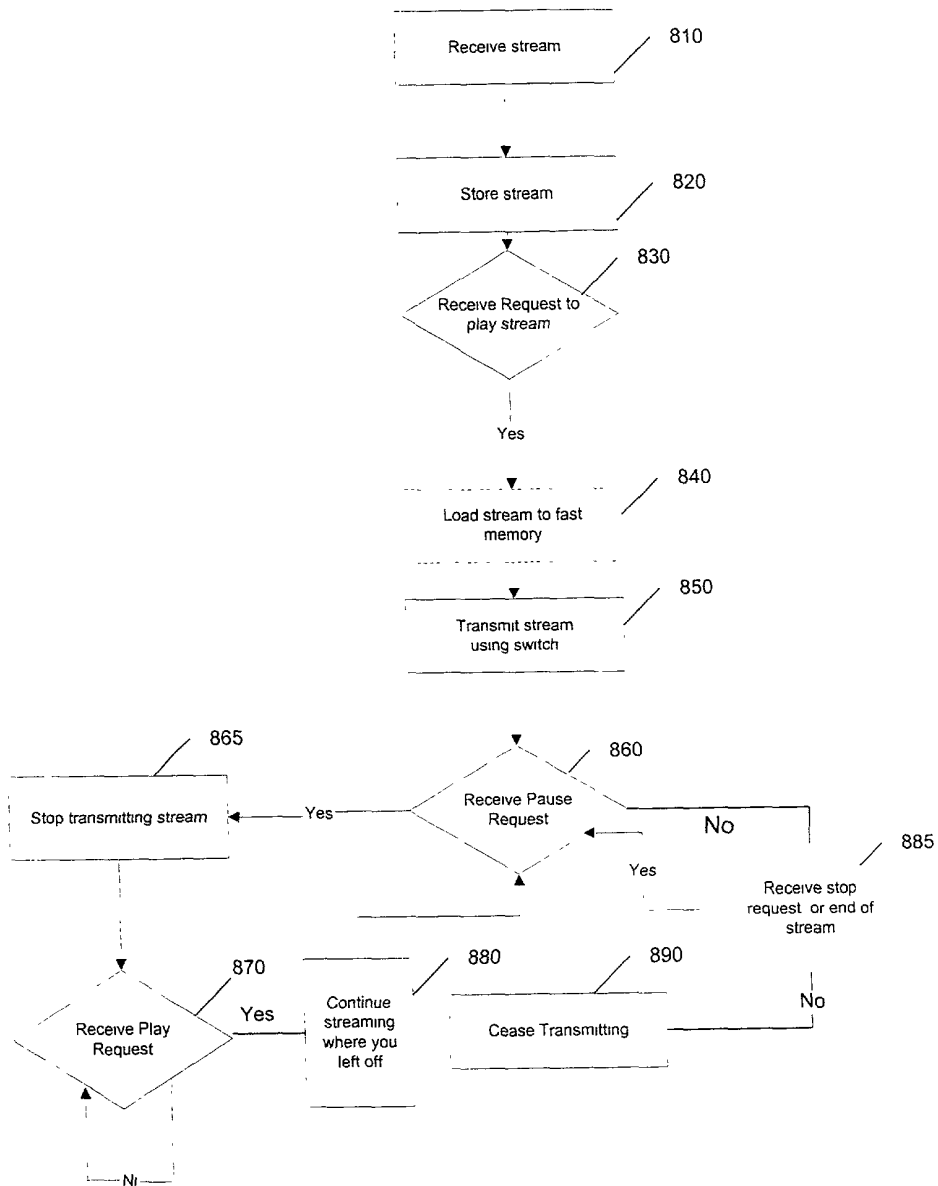 Receive stream
810
Store stream
820
830
Receive Request to
play stream
Yes
840
Load stream to fast
memory
850
Transmit stream
using switch
865
860
Stop transmitting stream
Yes
Receive Pause
Request
No
885
Yes
Receive stop
request or end of
stream
870
880
890
Receive Play
Request
Yes
Continue
streaming
where you
left off
Cease Transmitting
No